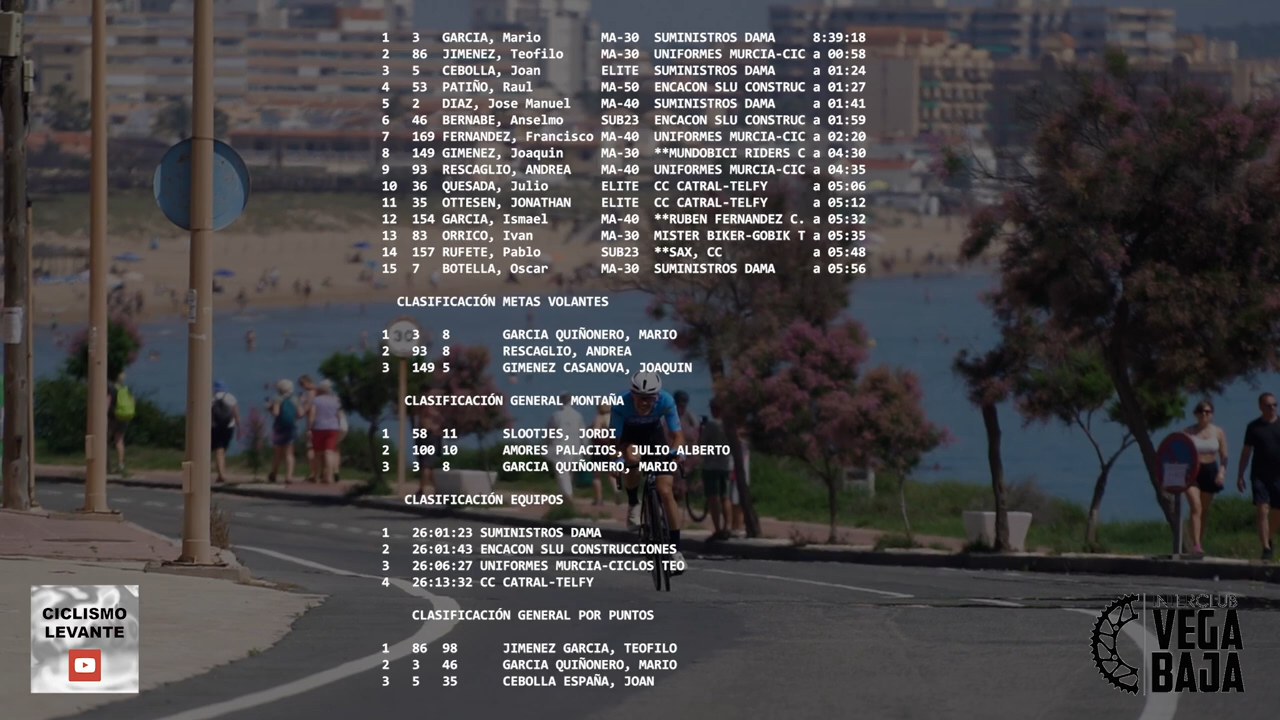 1 3 GARCIA, Mario MA-30 SUMINISTROS DAMA 8:39:18
2 86 JIMENEZ, Teofilo MA-30 UNIFORMES MURCIA-CIC a 00:58
3 5 CEBOLLA, Joan ELITE SUMINISTROS DAMA a 01:24
4 53 PATIÑO, Raul MA-50 ENCACON SLU CONSTRUC a 01:27
5 2 DIAZ, Jose Manuel MA-40 SUMINISTROS DAMA a 01:41
6 46 BERNABE, Anselmo SUB23 ENCACON SLU CONSTRUC a 01:59
7 169 FERNANDEZ, Francisco MA-40 UNIFORMES MURCIA-CIC a 02:20
8 149 GIMENEZ, Joaquin MA-30 **MUNDOBICI RIDERS C a 04:30
9 93 RESCAGLIO, ANDREA MA-40 UNIFORMES MURCIA-CIC a 04:35
10 36 QUESADA, Julio ELITE CC CATRAL-TELFY a 05:06
11 35 OTTESEN, JONATHAN ELITE CC CATRAL-TELFY a 05:12
12 154 GARCIA, Ismael MA-40 **RUBEN FERNANDEZ C. a 05:32
13 83 ORRICO, Ivan MA-30 MISTER BIKER-GOBIK T a 05:35
14 157 RUFETE, Pablo SUB23 **SAX, CC a 05:48
15 7 BOTELLA, Oscar MA-30 SUMINISTROS DAMA a 05:56
CLASIFICACIÓN METAS VOLANTES
1 3 8 GARCIA QUIÑONERO, MARIO
2 93 8 RESCAGLIO, ANDREA
3 149 5 GIMENEZ CASANOVA, JOAQUIN
CLASIFICACIÓN GENERAL MONTAÑA
1 58 11 SLOOTJES, JORDI
2 100 10 AMORES PALACIOS, JULIO ALBERTO
3 3 8 GARCIA QUIÑONERO, MARIO
CLASIFICACIÓN EQUIPOS
1 26:01:23 SUMINISTROS DAMA
2 26:01:43 ENCACON SLU CONSTRUCCIONES
3 26:06:27 UNIFORMES MURCIA-CICLOS TEO
4 26:13:32 CC CATRAL-TELFY
CLASIFICACIÓN GENERAL POR PUNTOS
1 86 98 JIMENEZ GARCIA, TEOFILO
2 3 46 GARCIA QUIÑONERO, MARIO
3 5 35 CEBOLLA ESPAÑA, JOAN
CICLISMO
LEVANTE
INTERCLUB
VEGA
BAJA
30